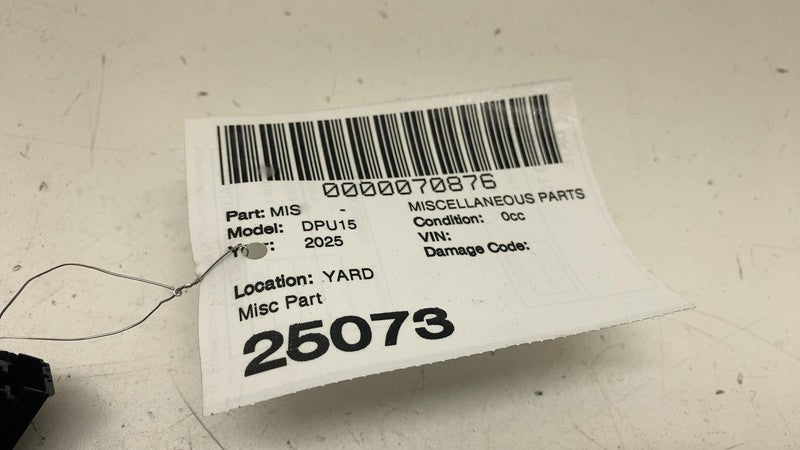 0000070876
Part: MIS - MISCELLANEOUS PARTS
Model: DPU15 Condition: 0cc
2025 VIN:
Damage Code:
Location: YARD
Misc Part
25073